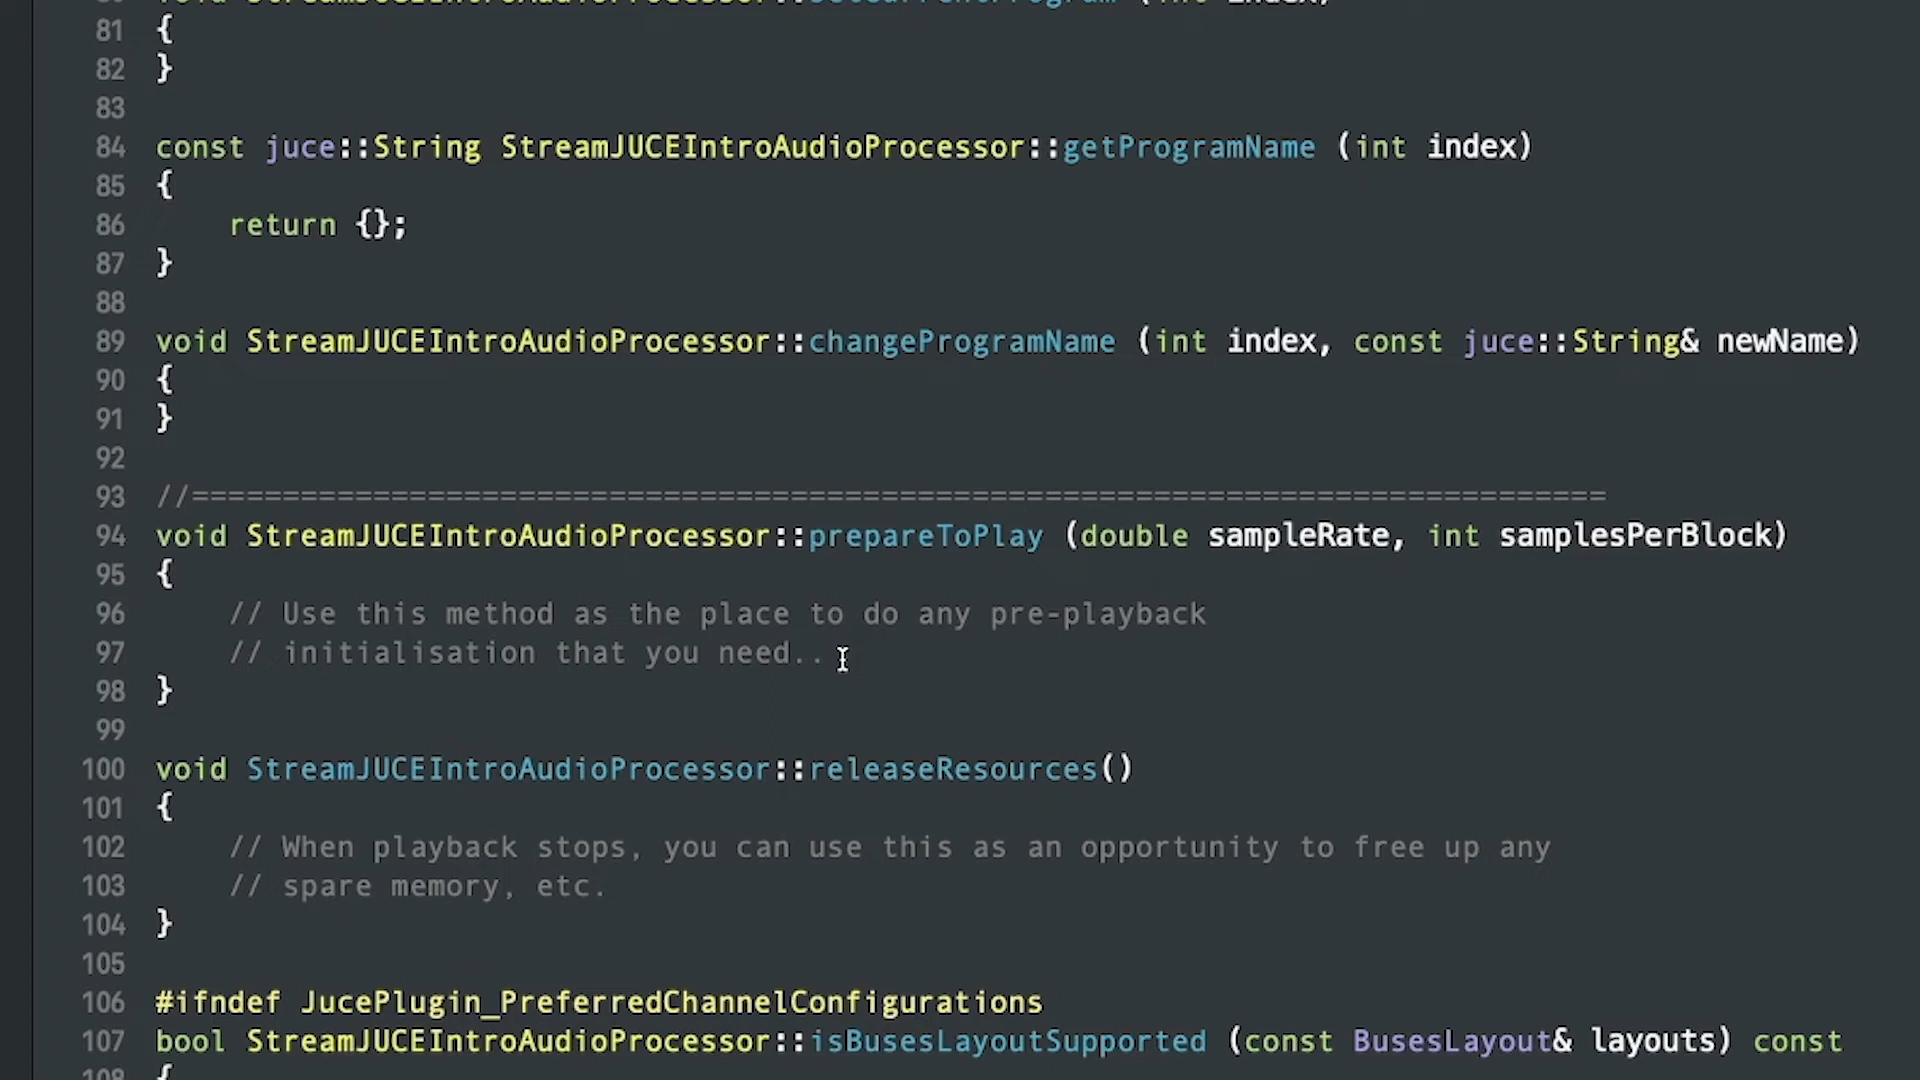 81 {
82 }
83
84 const juce::String StreamJUCEIntroAudioProcessor::getProgramName (int index)
85 {
86     return {};
87 }
88
89 void StreamJUCEIntroAudioProcessor::changeProgramName (int index, const juce::String& newName)
90 {
91 }
92
93 //==============================================================================
94 void StreamJUCEIntroAudioProcessor::prepareToPlay (double sampleRate, int samplesPerBlock)
95 {
96     // Use this method as the place to do any pre-playback
97     // initialisation that you need..
98 }
99
100 void StreamJUCEIntroAudioProcessor::releaseResources()
101 {
102     // When playback stops, you can use this as an opportunity to free up any
103     // spare memory, etc.
104 }
105
106 #ifndef JucePlugin_PreferredChannelConfigurations
107 bool StreamJUCEIntroAudioProcessor::isBusesLayoutSupported (const BusesLayout& layouts) const
108 {